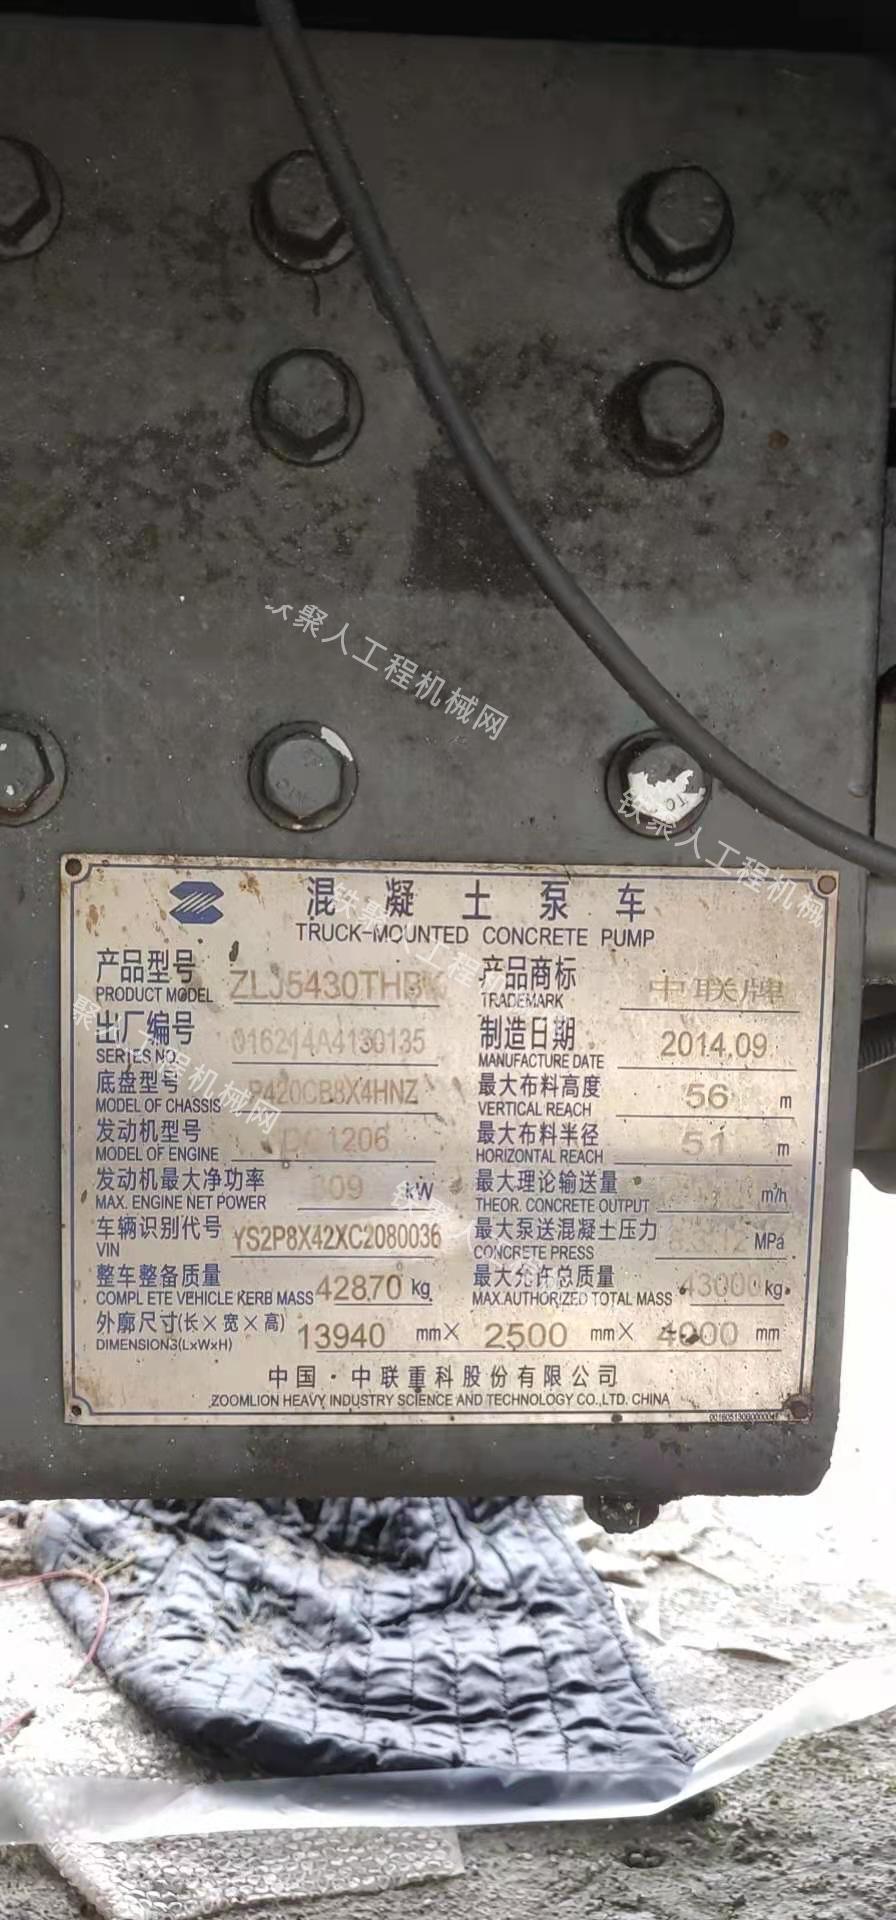 聚人工程机械网
铁聚人工程机械
混凝土泵车
TRUCK-MOUNTED CONCRETE PUMP
产品型号 ZLJ5430THB 产品商标 中联牌
PRODUCT MODEL TRADEMARK
出厂编号 016214A4130135 制造日期 2014.09
SERIES NO. MANUFACTURE DATE
底盘型号 P420CB8X4HNZ 最大布料高度 56 m
MODEL OF CHASSIS VERTICAL REACH
发动机型号 1206 最大布料半径 51 m
MODEL OF ENGINE HORIZONTAL REACH
发动机最大净功率 309 kW 最大理论输送量 m³/h
MAX. ENGINE NET POWER THEOR. CONCRETE OUTPUT
车辆识别代号 YS2P8X42XC2080036 最大泵送混凝土压力 MPa
VIN CONCRETE PRESS
整车整备质量 42870 kg 最大允许总质量 43000 kg
COMPLETE VEHICLE KERB MASS MAX.AUTHORIZED TOTAL MASS
外廓尺寸(长×宽×高) 13940 mm× 2500 mm× 4000 mm
DIMENSIONS(L×W×H)
中国·中联重科股份有限公司
ZOOMLION HEAVY INDUSTRY SCIENCE AND TECHNOLOGY CO.,LTD. CHINA